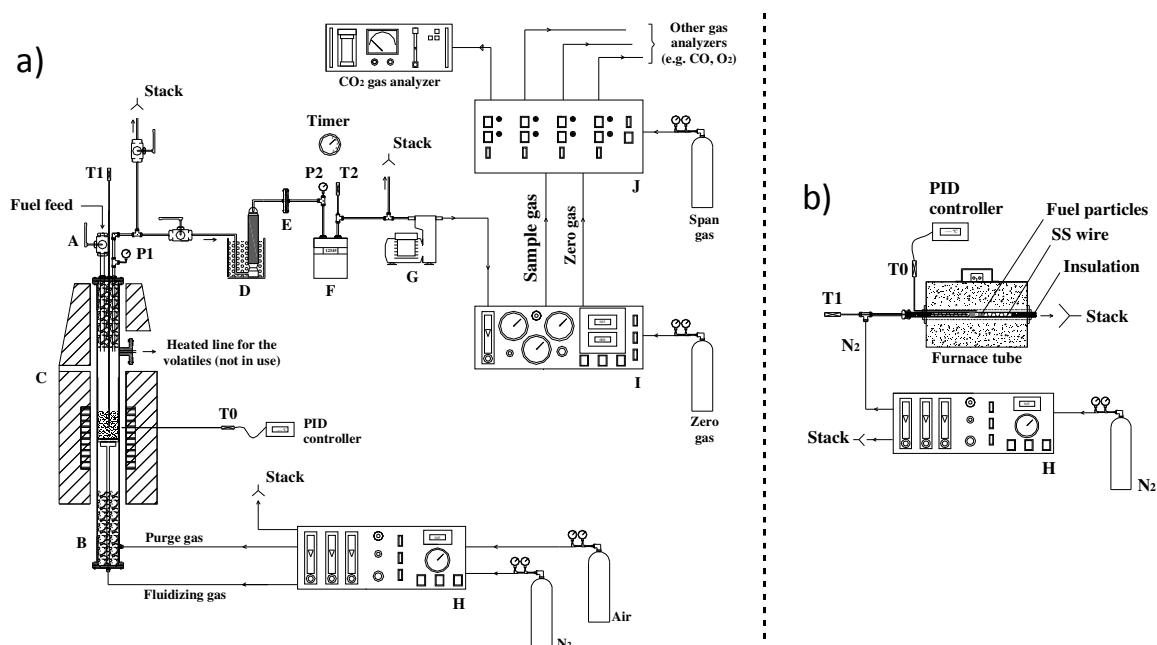 a)
Stack
CO2 gas analyzer
Other gas
analyzers
(e.g. CO, O2)
Timer
Stack
T1
P2
T2
J
Span
gas
Fuel feed
A
P1
E
D
F
G
Sample gas
Zero gas
Heated line for the
volatiles (not in use)
C
I
Zero
gas
T0
PID
controller
Stack
B
Purge gas
Fluidizing gas
H
Air
N2
b)
PID
controller
Fuel particles
SS wire
Insulation
T0
T1
Stack
N2
Furnace tube
Stack
H
N2